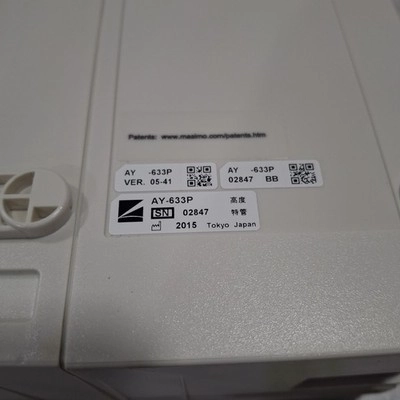 Patents: www.masimo.com/patents.htm
AY -633P
VER. 05-41
AY -633P
02847 BB
AY-633P 高度
SN 02847 特管
2015 Tokyo Japan